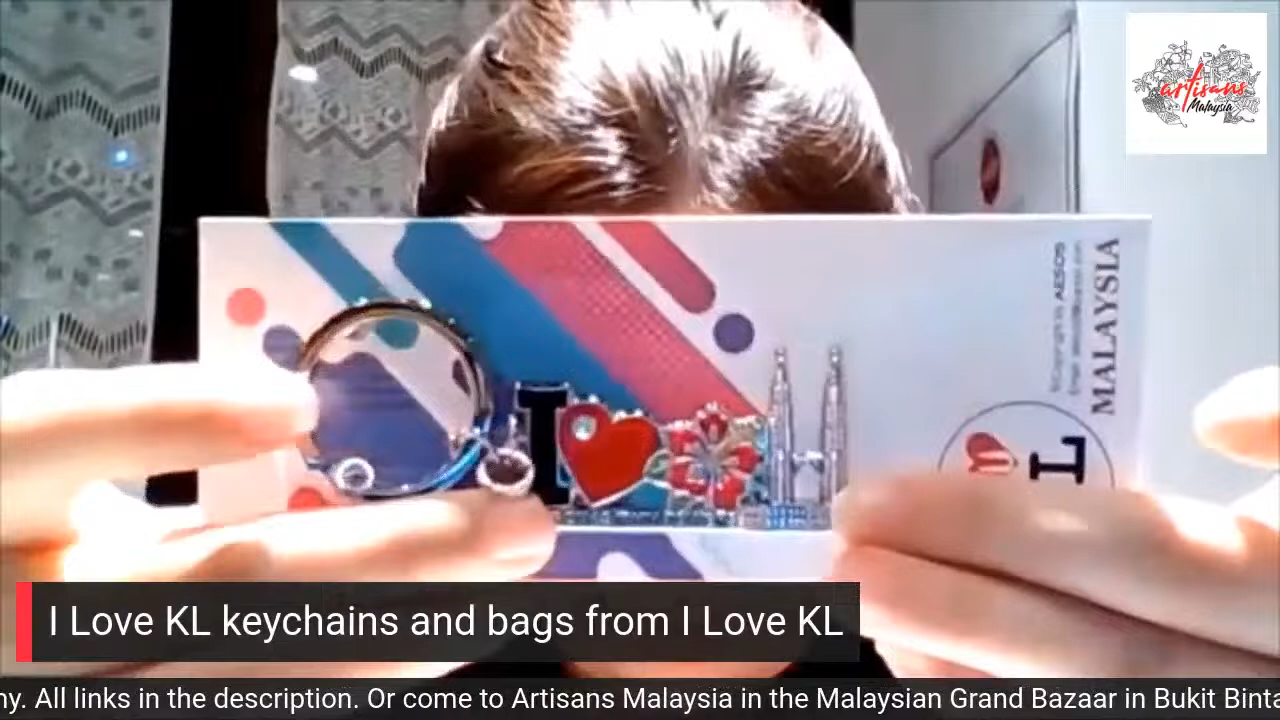 artisans
Malaysia
MALAYSIA
I
L
I Love KL keychains and bags from I Love KL
ny. All links in the description. Or come to Artisans Malaysia in the Malaysian Grand Bazaar in Bukit Binta